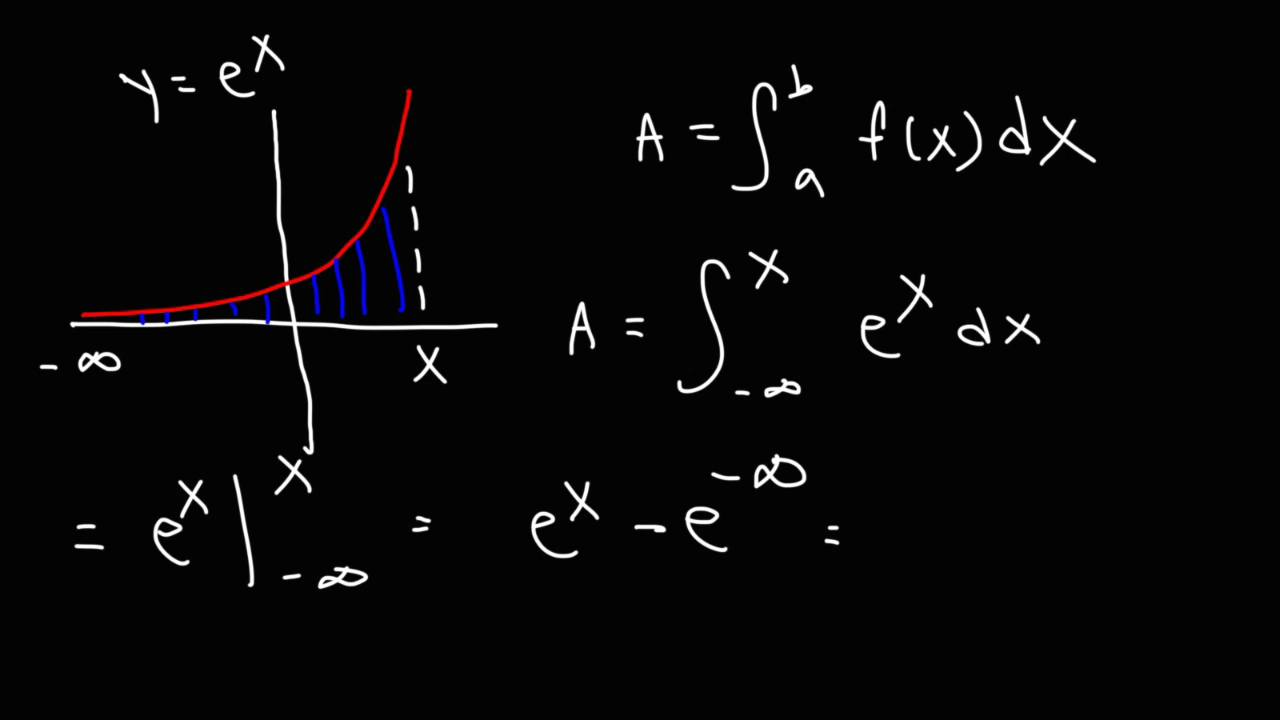 y = e^x
A = ∫_a^b f(x) dx
-∞ x
A = ∫_{-∞}^x e^x dx
= e^x |_{-∞}^x = e^x - e^{-∞} =